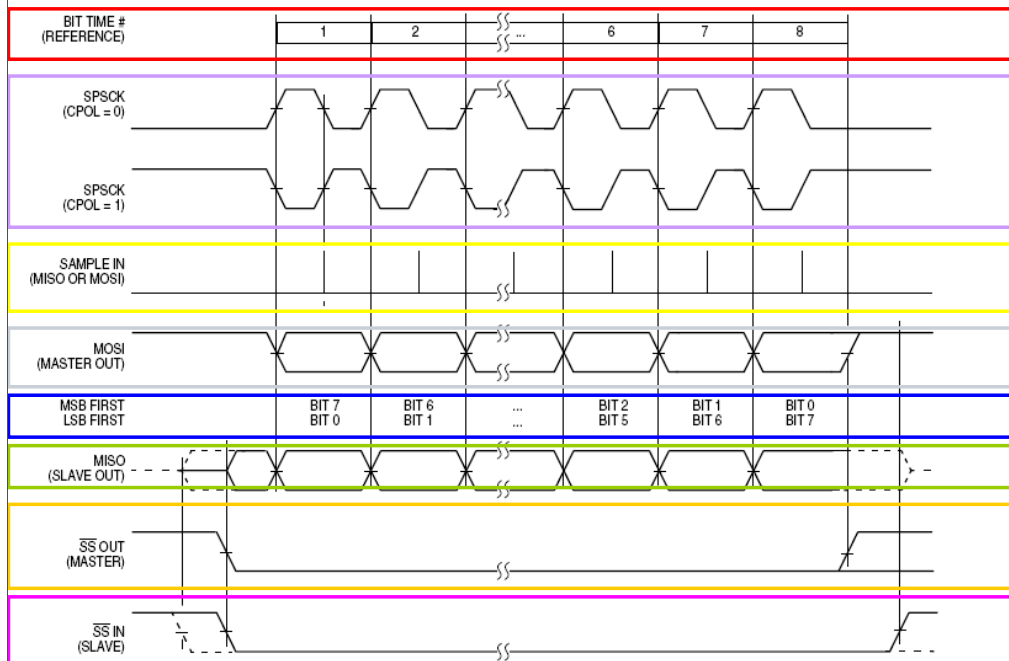 BIT TIME #
(REFERENCE)
1 2 ... 6 7 8
SPSCK
(CPOL = 0)
SPSCK
(CPOL = 1)
SAMPLE IN
(MISO OR MOSI)
MOSI
(MASTER OUT)
MSB FIRST BIT 7 BIT 6 ... BIT 2 BIT 1 BIT 0
LSB FIRST BIT 0 BIT 1 ... BIT 5 BIT 6 BIT 7
MISO
(SLAVE OUT)
S̅S̅ OUT
(MASTER)
S̅S̅ IN
(SLAVE)